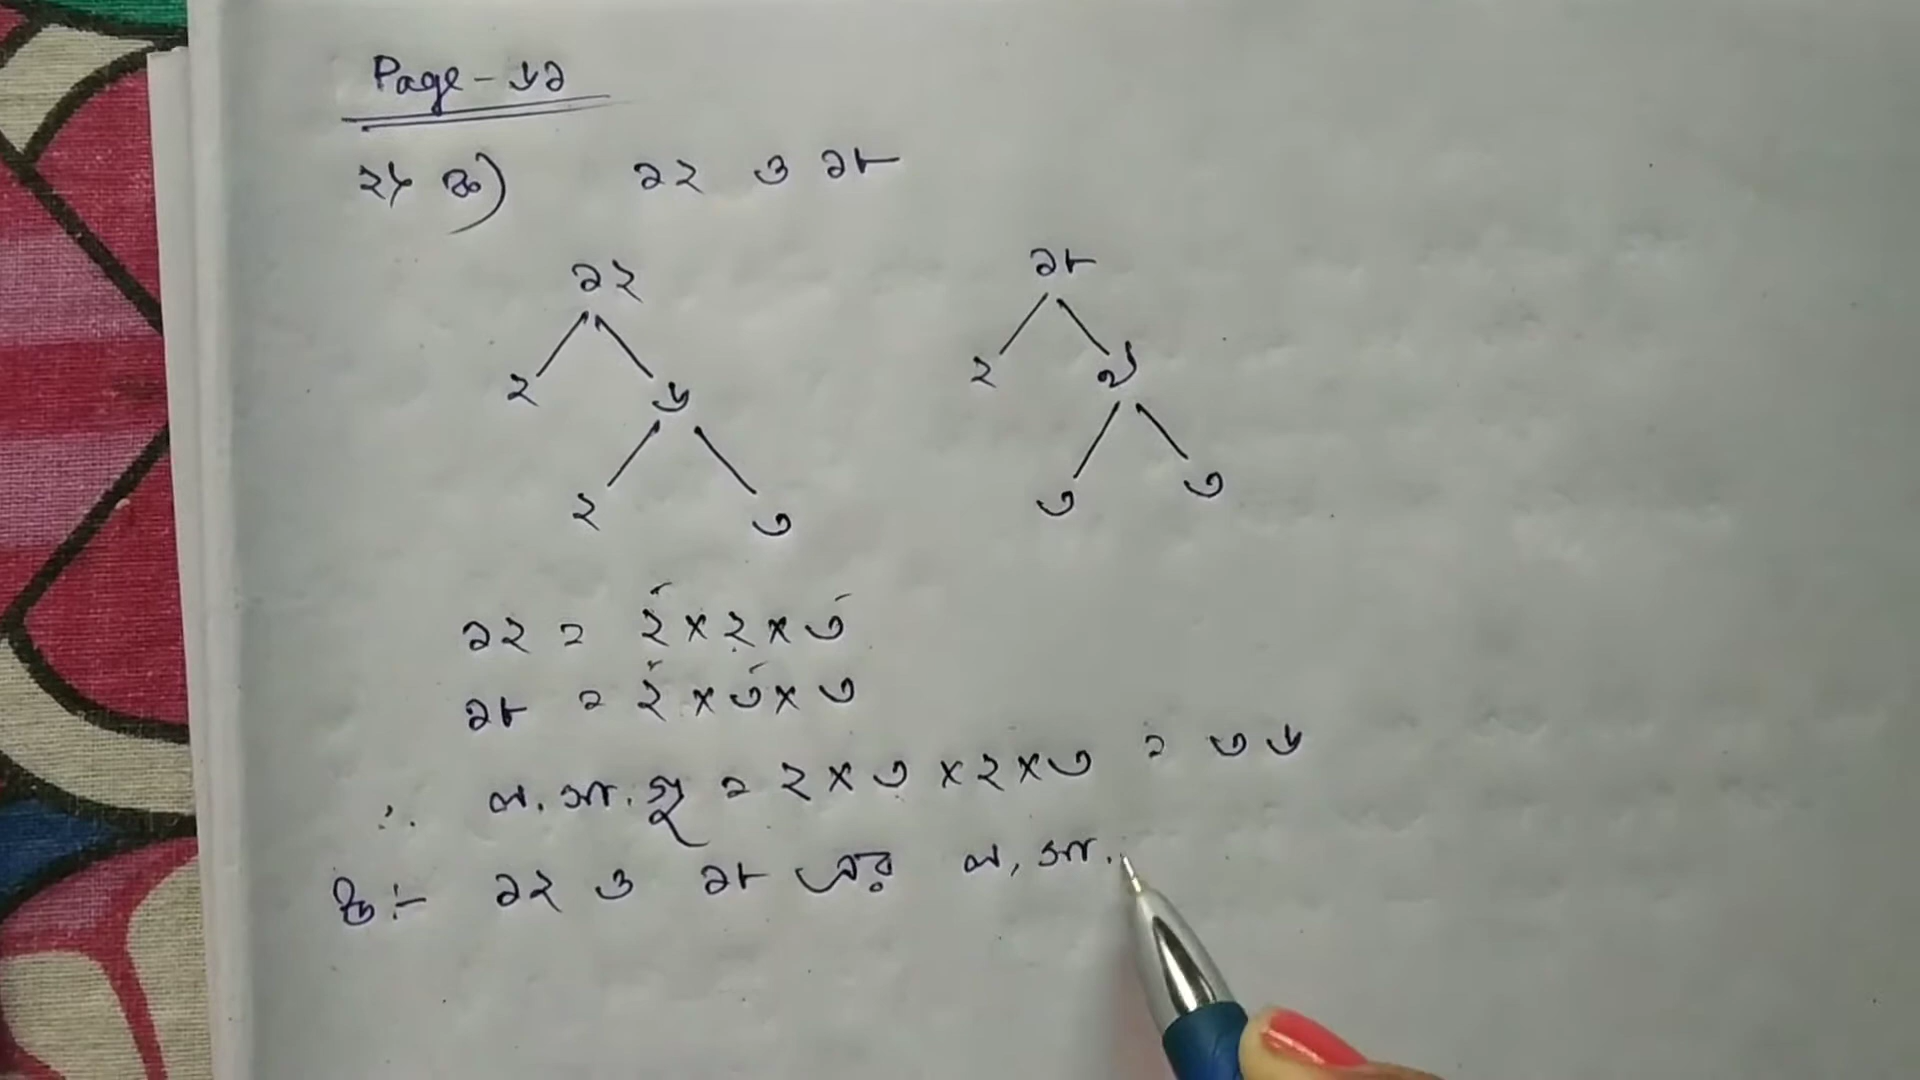 Page - ৬১
২৮ ক) ১২ ও ১৮
১২ ১৮
২ ৬ ২ ৯
২ ৩ ৩ ৩
১২ = ২ × ২ × ৩
১৮ = ২ × ৩ × ৩
∴ ল. সা. গু = ২ × ৩ × ২ × ৩ = ৩৬
উঃ- ১২ ও ১৮ এর ল. সা.